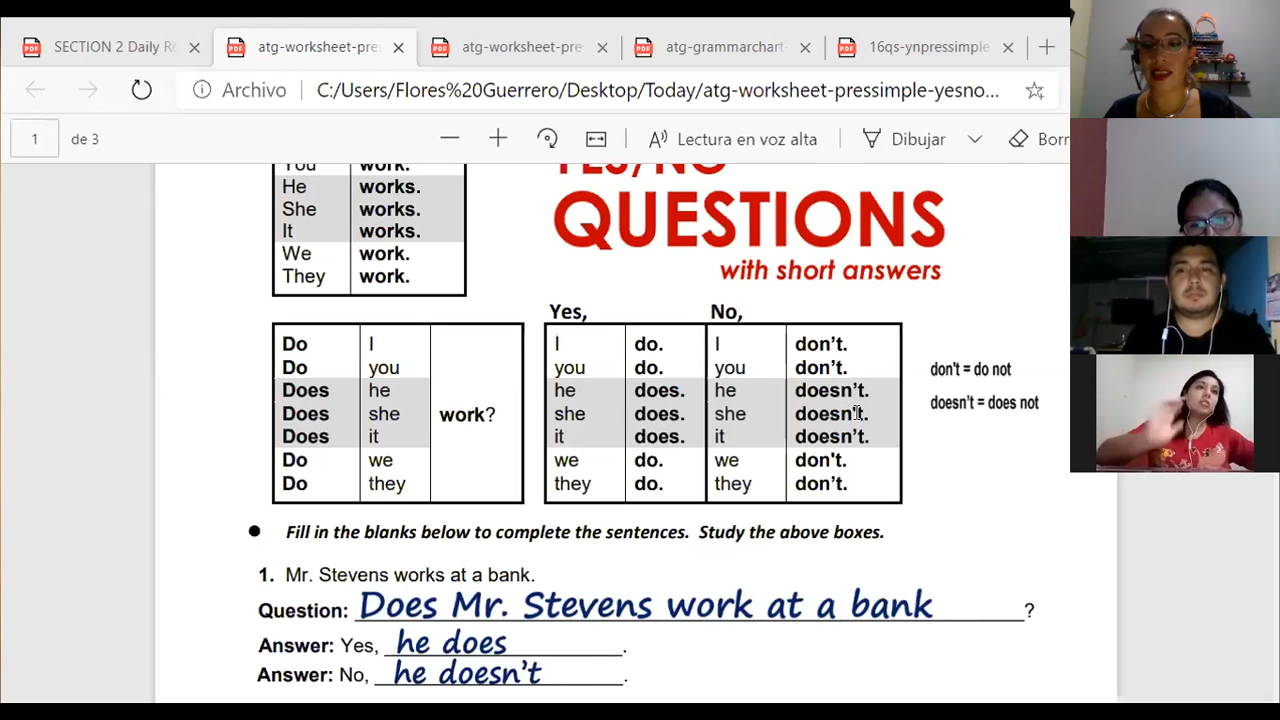 SECTION 2 Daily Ro
atg-worksheet-pres
atg-worksheet-pre
atg-grammarchart-
16qs-ynpressimple
Archivo
C:/Users/Flores%20Guerrero/Desktop/Today/atg-worksheet-pressimple-yesno...
1 de 3
Lectura en voz alta
Dibujar
Borr
You work.
He works.
She works.
It works.
We work.
They work.
YES/NO
QUESTIONS
with short answers
Yes, No,
Do I
Do you
Does he
Does she
Does it
Do we
Do they
work?
I do. I don't.
you do. you don't.
he does. he doesn't.
she does. she doesn't.
it does. it doesn't.
we do. we don't.
they do. they don't.
don't = do not
doesn't = does not
● Fill in the blanks below to complete the sentences. Study the above boxes.
1. Mr. Stevens works at a bank.
Question: Does Mr. Stevens work at a bank?
Answer: Yes, he does.
Answer: No, he doesn't.